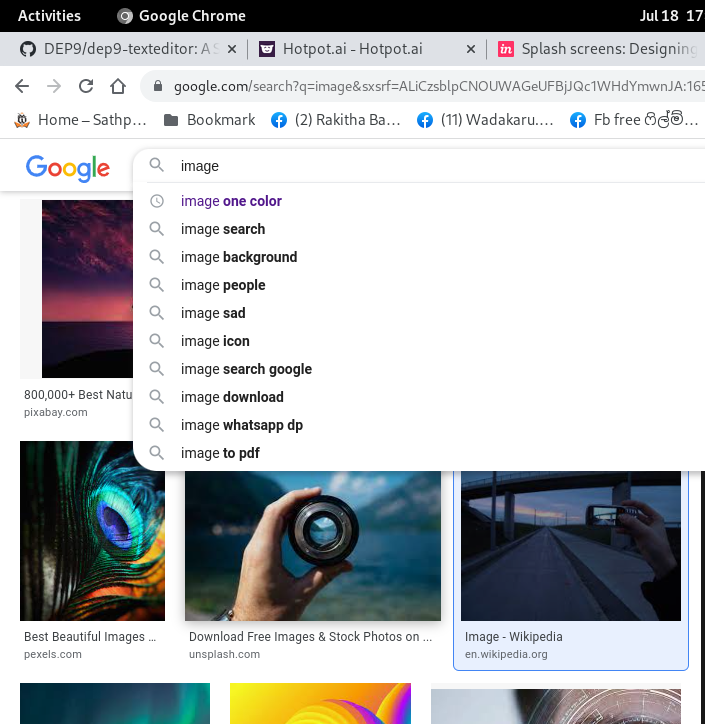 Activities Google Chrome Jul 18 17
DEP9/dep9-texteditor: A S Hotpot.ai - Hotpot.ai Splash screens: Designing
google.com/search?q=image&sxsrf=ALiCzsblpCNOUWAGeUFBjJQc1WHdYmwnJA:165
Home – Sathp… Bookmark (2) Rakitha Ba… (11) Wadakaru.… Fb free ෆිල්ම්…
Google image
image one color
image search
image background
image people
image sad
image icon
image search google
image download
image whatsapp dp
image to pdf
800,000+ Best Natu
pixabay.com
Best Beautiful Images ... Download Free Images & Stock Photos on ... Image - Wikipedia
pexels.com unsplash.com en.wikipedia.org